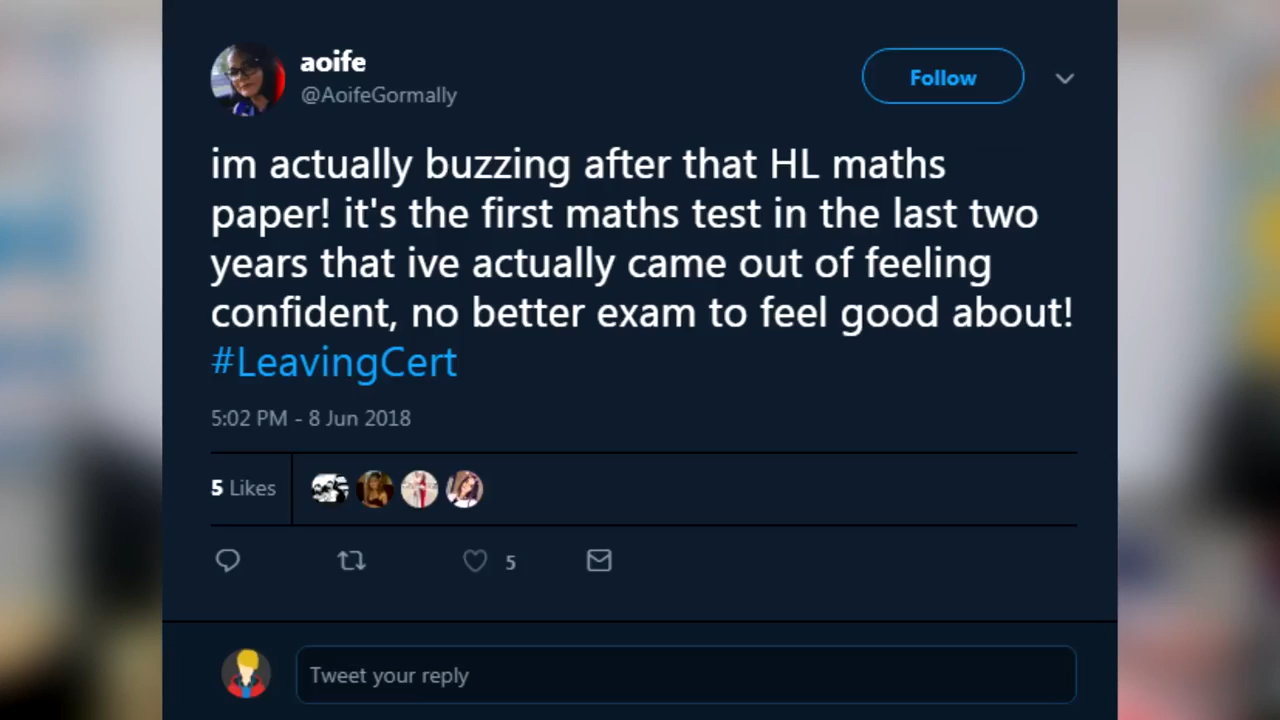 aoife
@AoifeGormally
Follow
im actually buzzing after that HL maths
paper! it's the first maths test in the last two
years that ive actually came out of feeling
confident, no better exam to feel good about!
#LeavingCert
5:02 PM - 8 Jun 2018
5 Likes
5
Tweet your reply